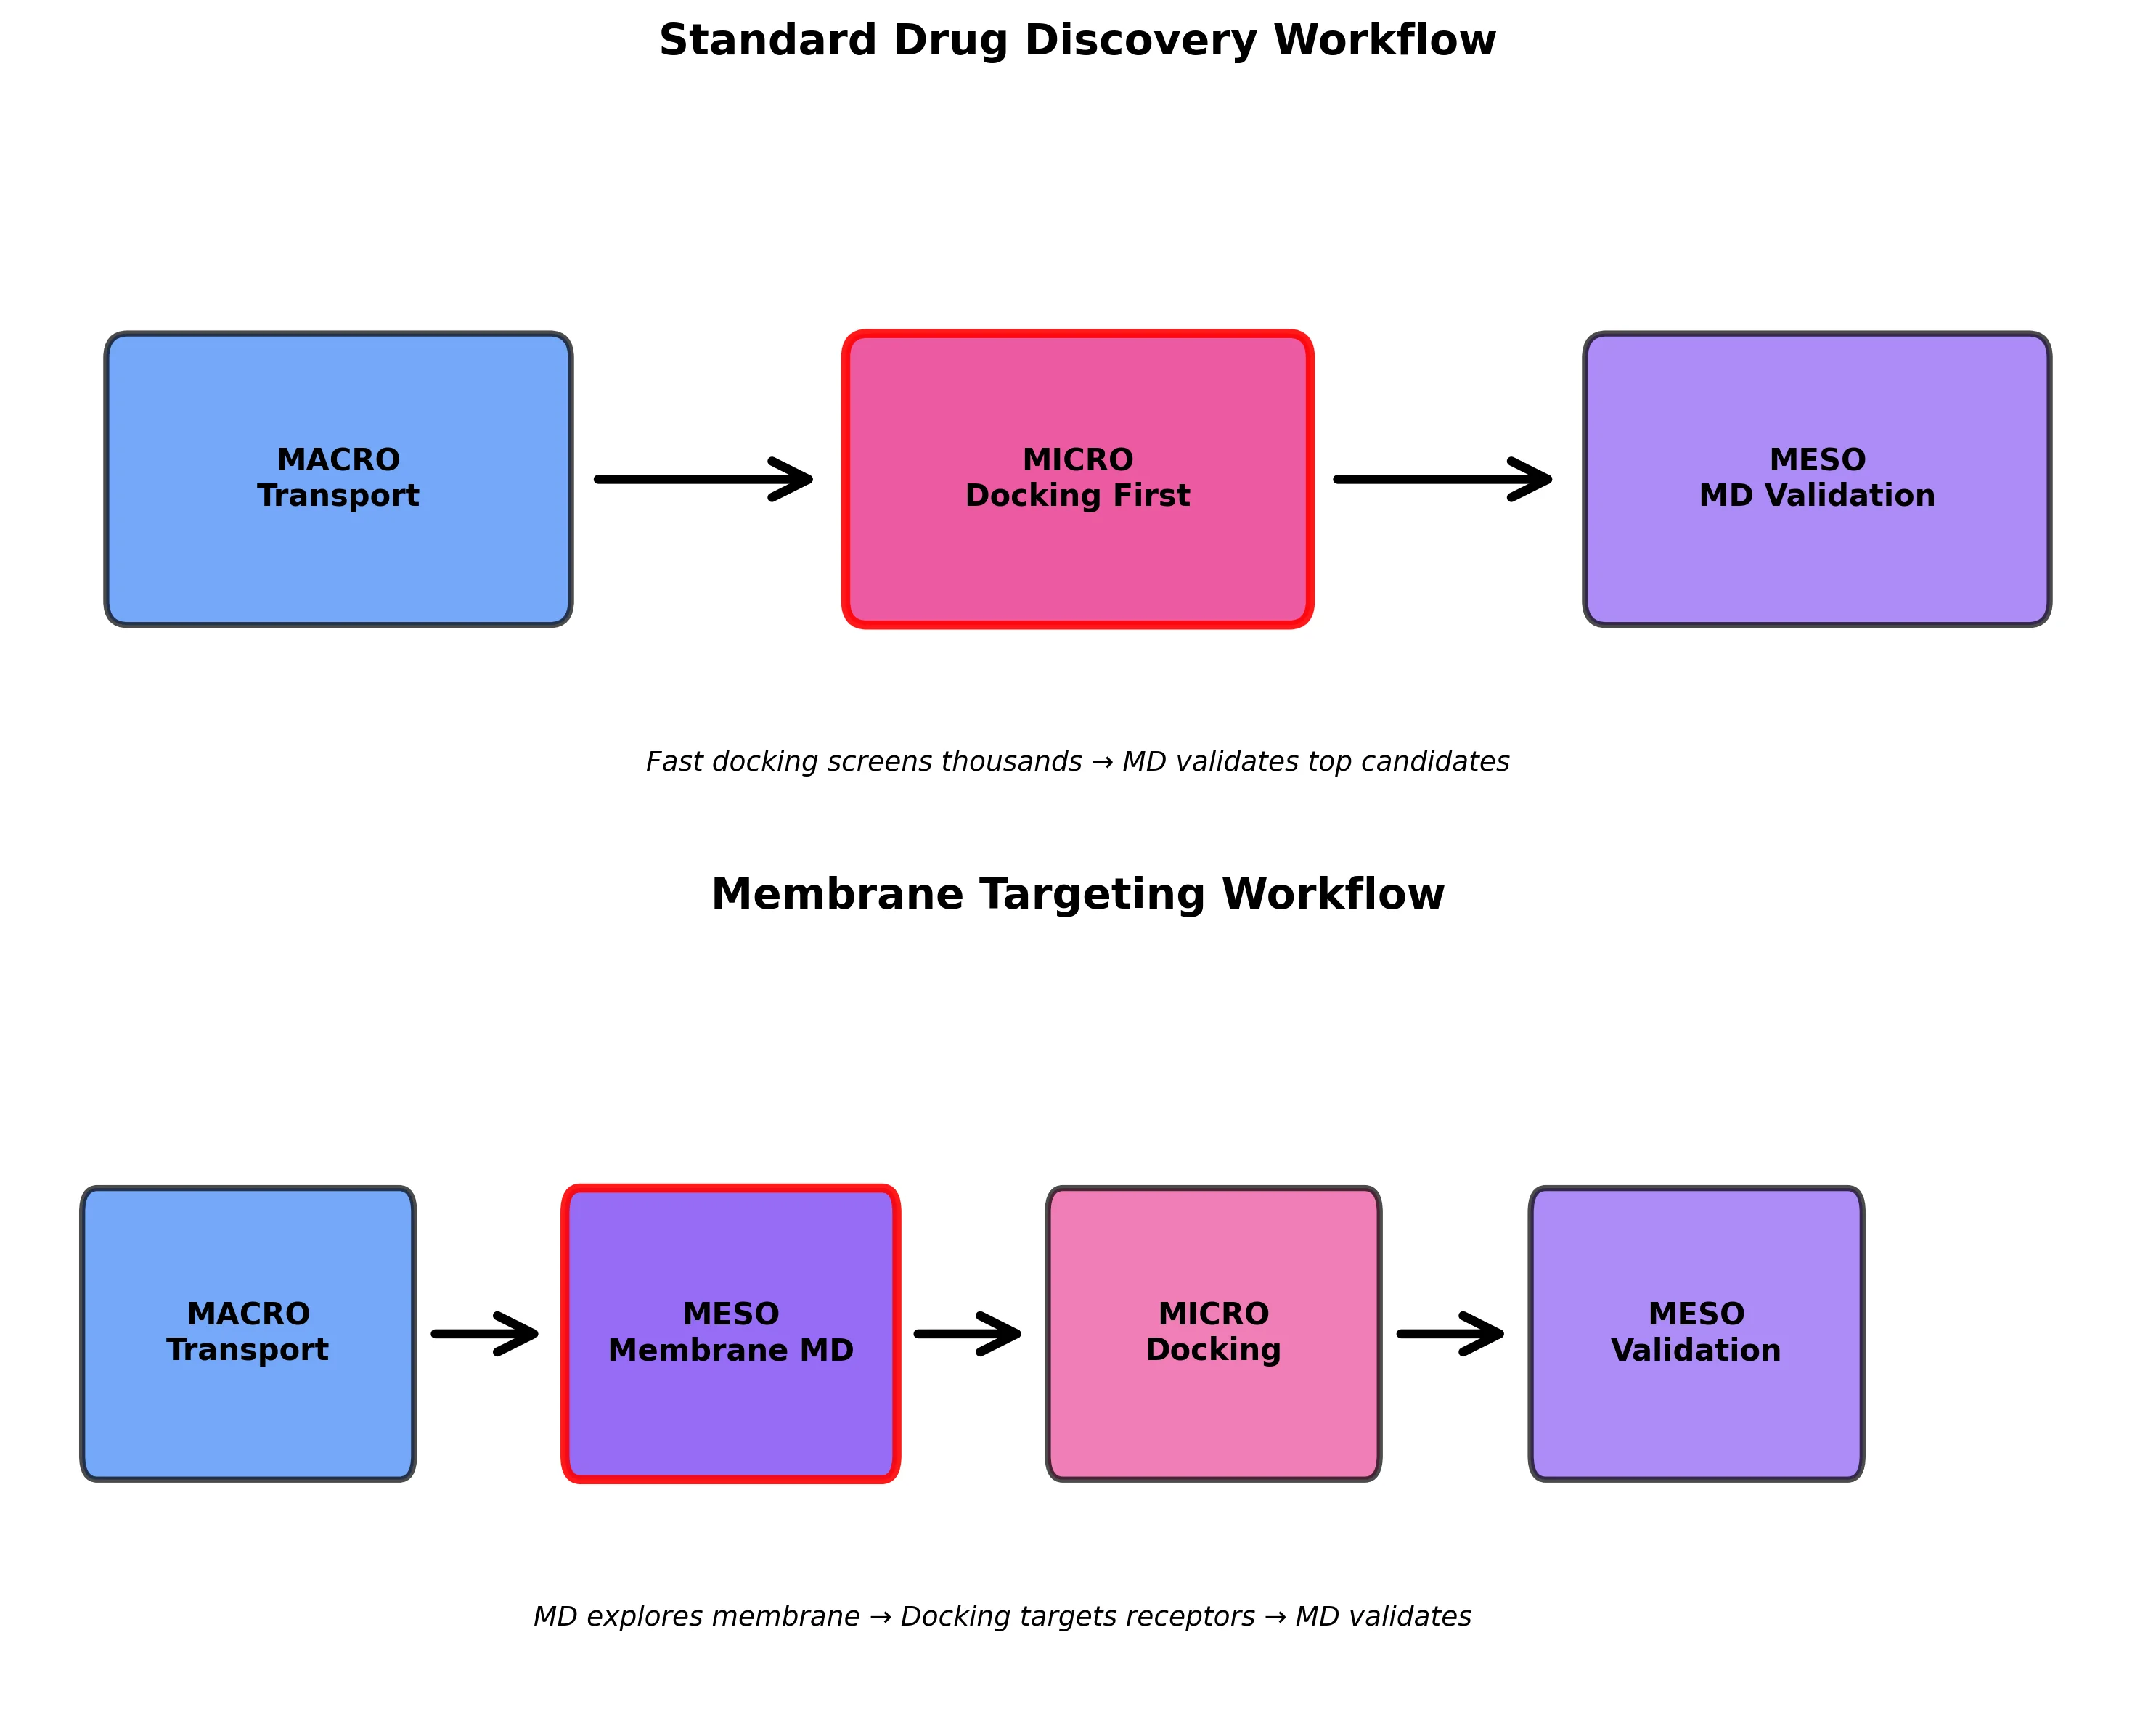 Standard Drug Discovery Workflow
MACRO
Transport
MICRO
Docking First
MESO
MD Validation
Fast docking screens thousands → MD validates top candidates
Membrane Targeting Workflow
MACRO
Transport
MESO
Membrane MD
MICRO
Docking
MESO
Validation
MD explores membrane → Docking targets receptors → MD validates